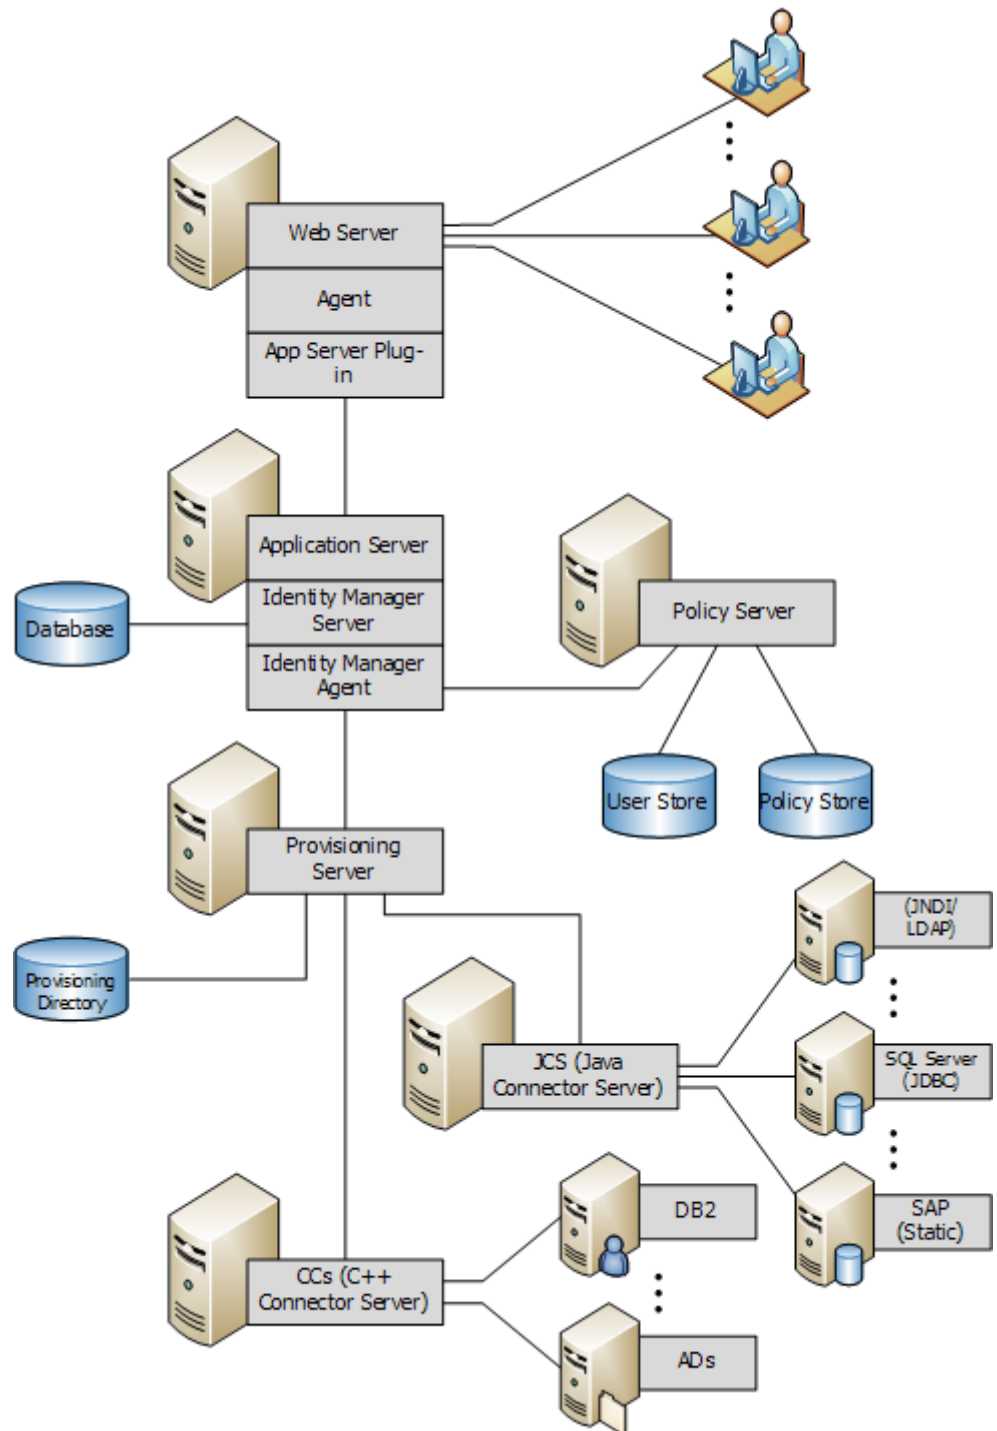 Web Server
Agent
App Server Plug-
in
Application Server
Identity Manager
Server
Identity Manager
Agent
Database
Policy Server
User Store
Policy Store
Provisioning
Server
Provisioning
Directory
(JNDI/
LDAP)
JCS (Java
Connector Server)
SQL Server
(JDBC)
SAP
(Static)
DB2
CCs (C++
Connector Server)
ADs